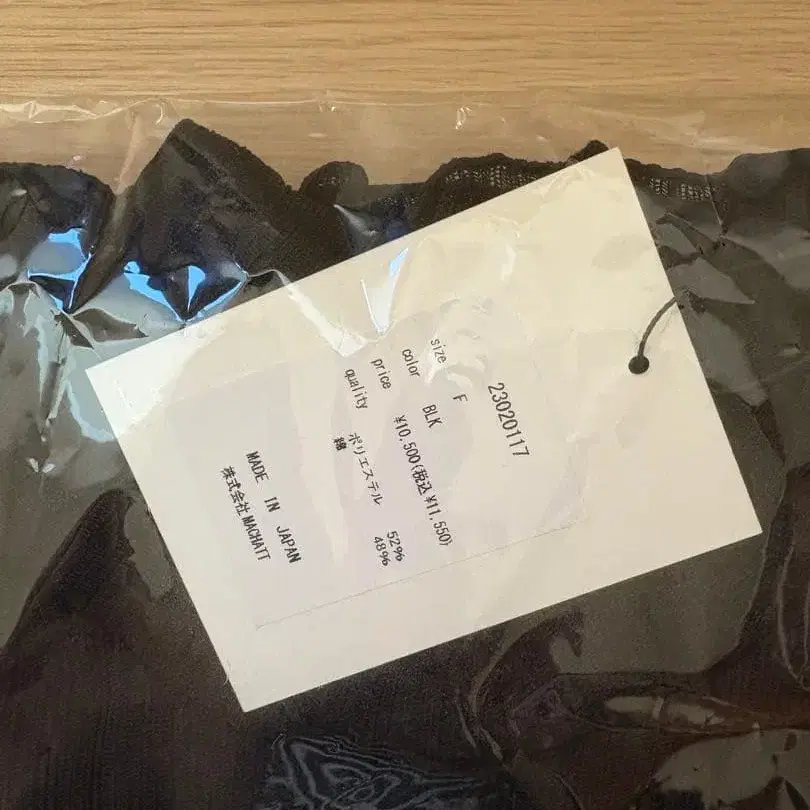 23020117
size F
color BLK
price ¥10.500(税込¥11.550)
quality ポリエステル 52%
綿 48%
MADE IN JAPAN
株式会社MACHATT